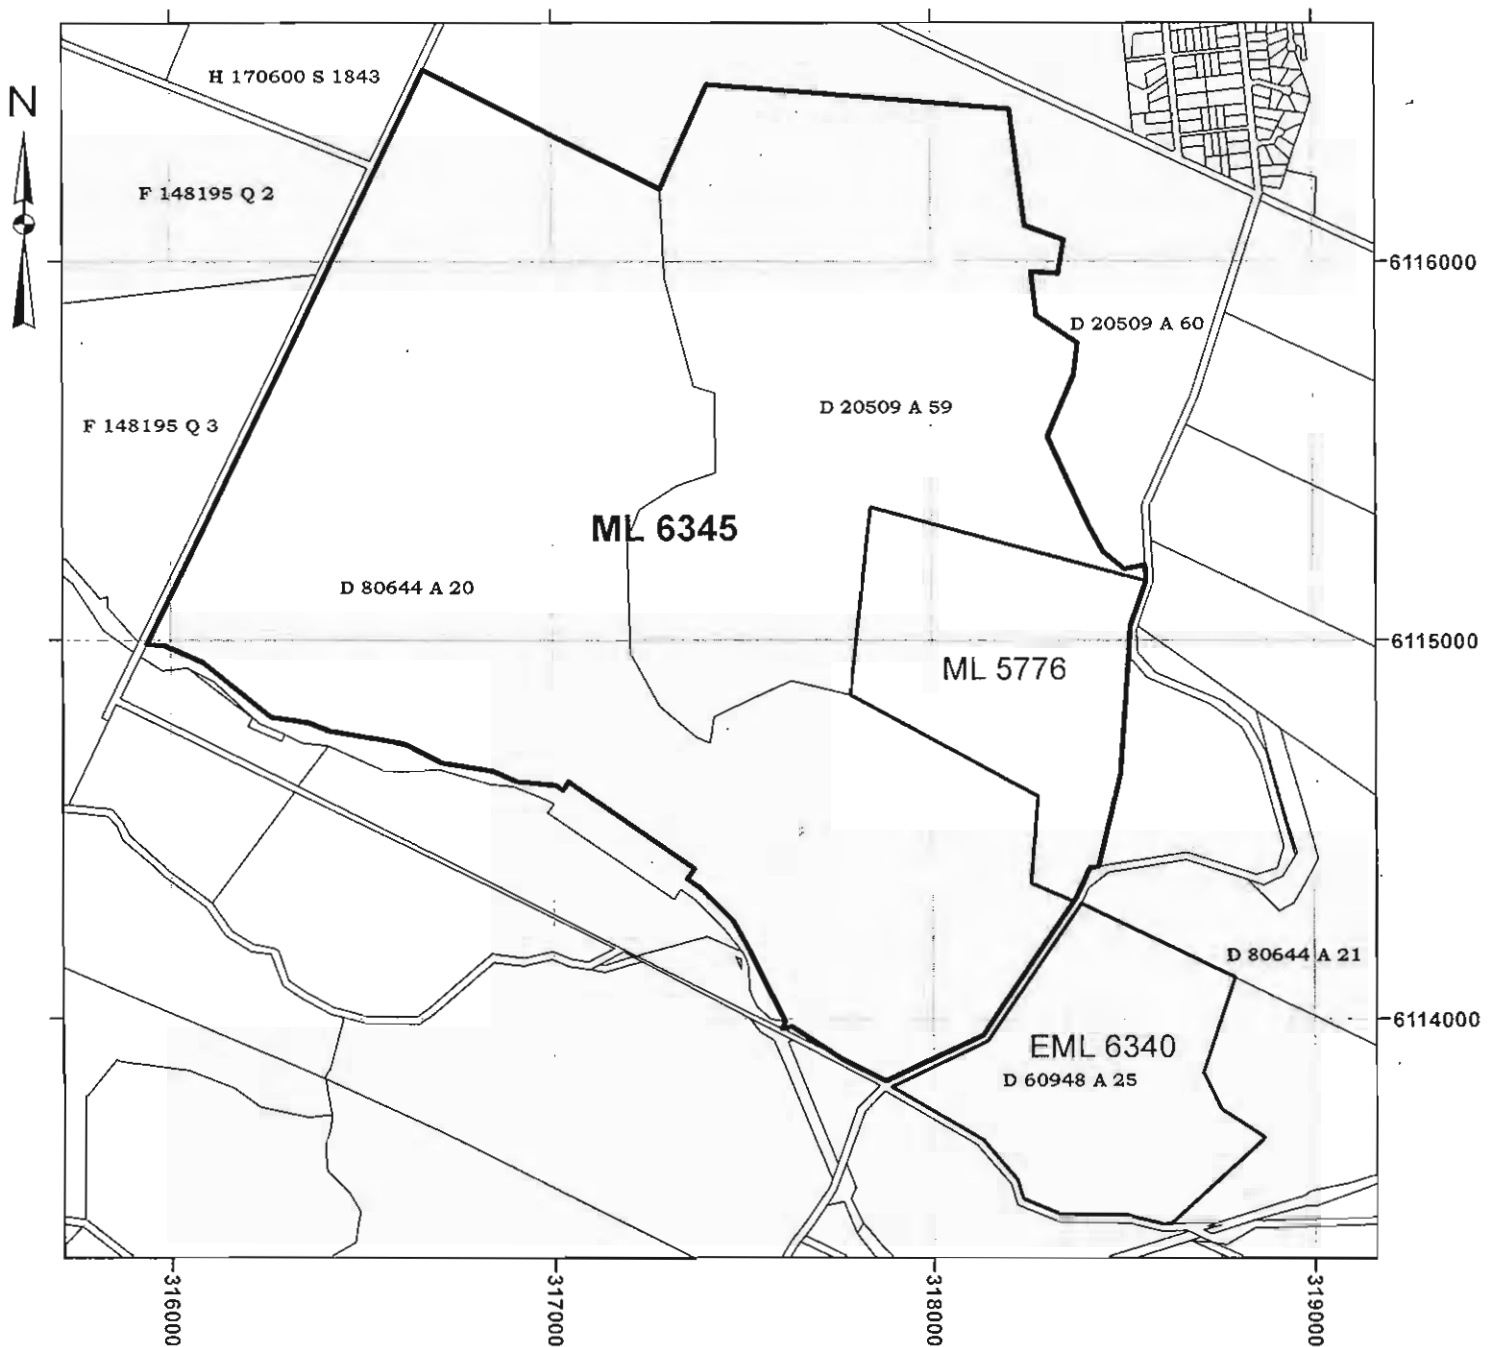 H 170600 S 1843
N
F 148195 Q 2
6116000
D 20509 A 60
D 20509 A 59
F 148195 Q 3
ML 6345
D 80644 A 20
6115000
ML 5776
D 80644 A 21
6114000
EML 6340
D 60948 A 25
316000
317000
318000
319000